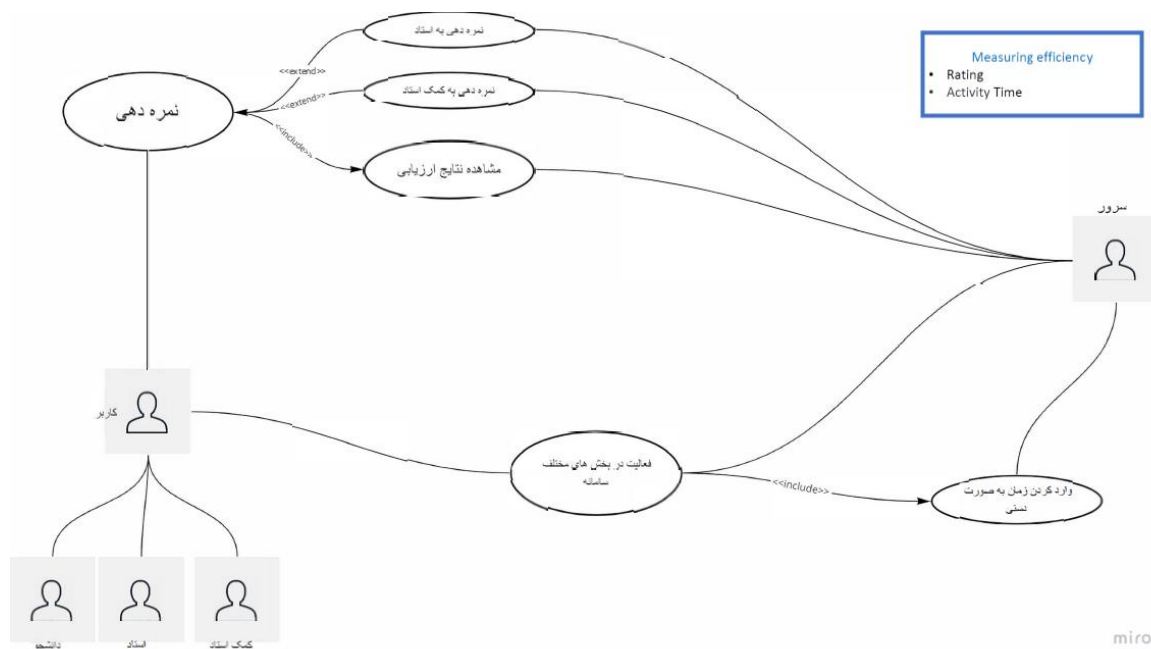 نمره دهی به استاد
Measuring efficiency
• Rating
• Activity Time
<<extend>>
نمره دهی به کمک استاد
<<extend>>
نمره دهی
<<include>>
مشاهده نتایج ارزیابی
سرور
کاربر
فعالیت در بخش های مختلف
سامانه
<<include>>
وارد کردن زمان به صورت
دستی
دانشجو
استاد
کمک استاد
miro